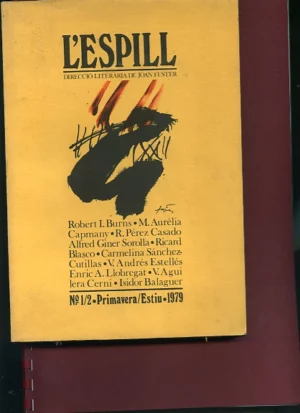 L'ESPILL
DIRECCIÓ LITERÀRIA DE JOAN FUSTER
Robert I. Burns • M. Aurèlia
Capmany • R. Pérez Casado
Alfred Giner Sorolla • Ricard
Blasco • Carmelina Sánchez-
Cutillas • V. Andrés Estellés
Enric A. Llobregat • V. Agui
lera Cerni • Isidor Balaguer
Nº 1/2 • Primavera/Estiu • 1979